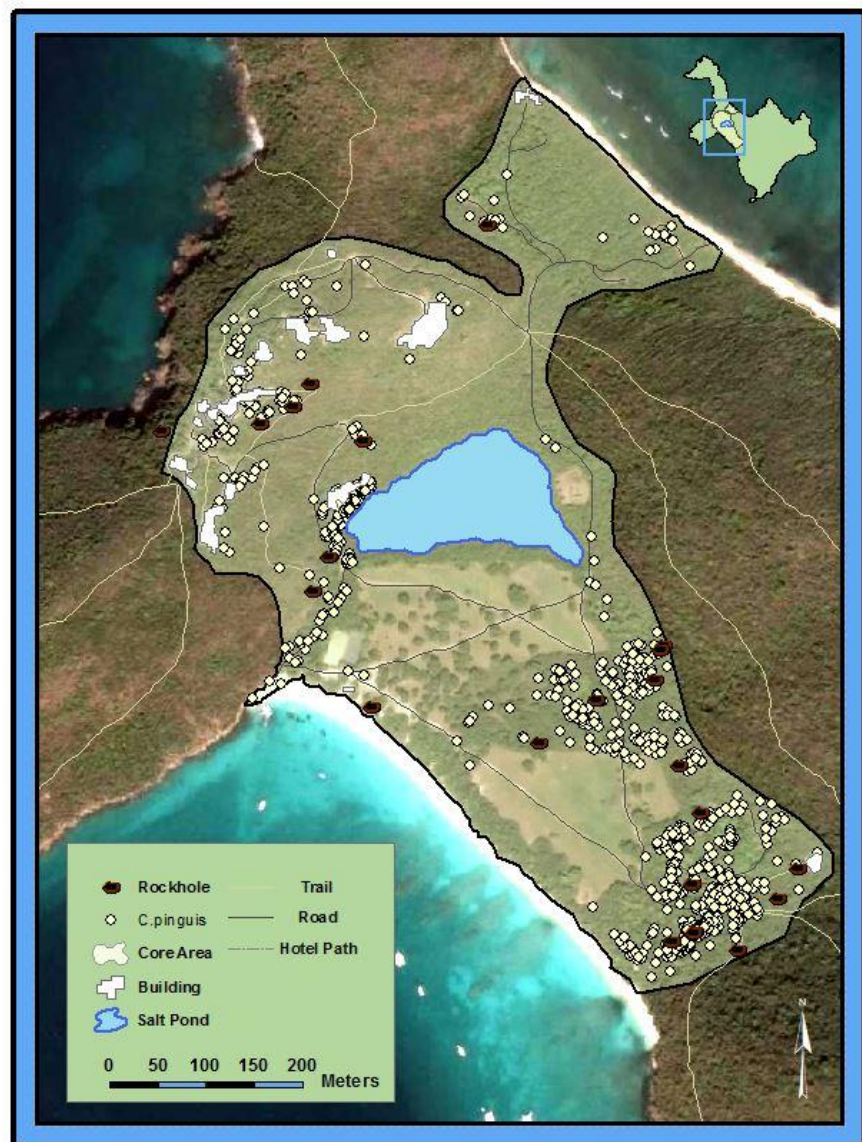 N
Rockhole
Trail
C.pinguis
Road
Core Area
Hotel Path
Building
Salt Pond
0 50 100 150 200
Meters